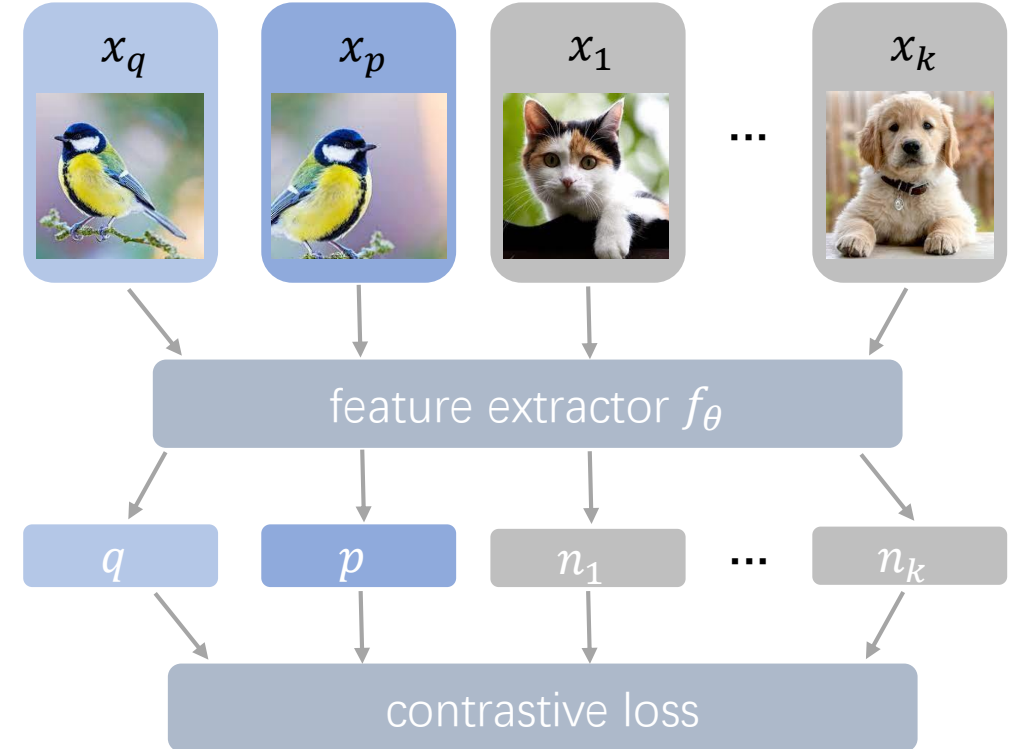 x_q x_p x_1 ... x_k
feature extractor f_θ
q p n_1 ... n_k
contrastive loss